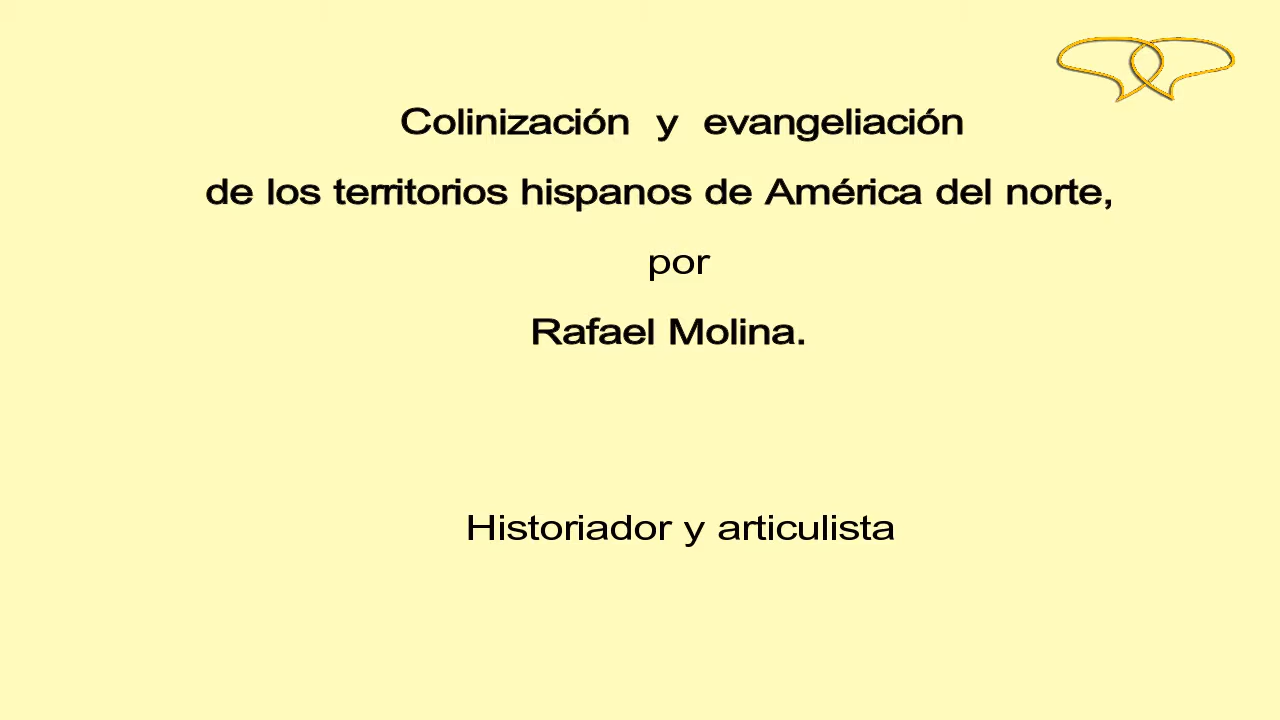 Colinización y evangeliación
de los territorios hispanos de América del norte,
por
Rafael Molina.
Historiador y articulista